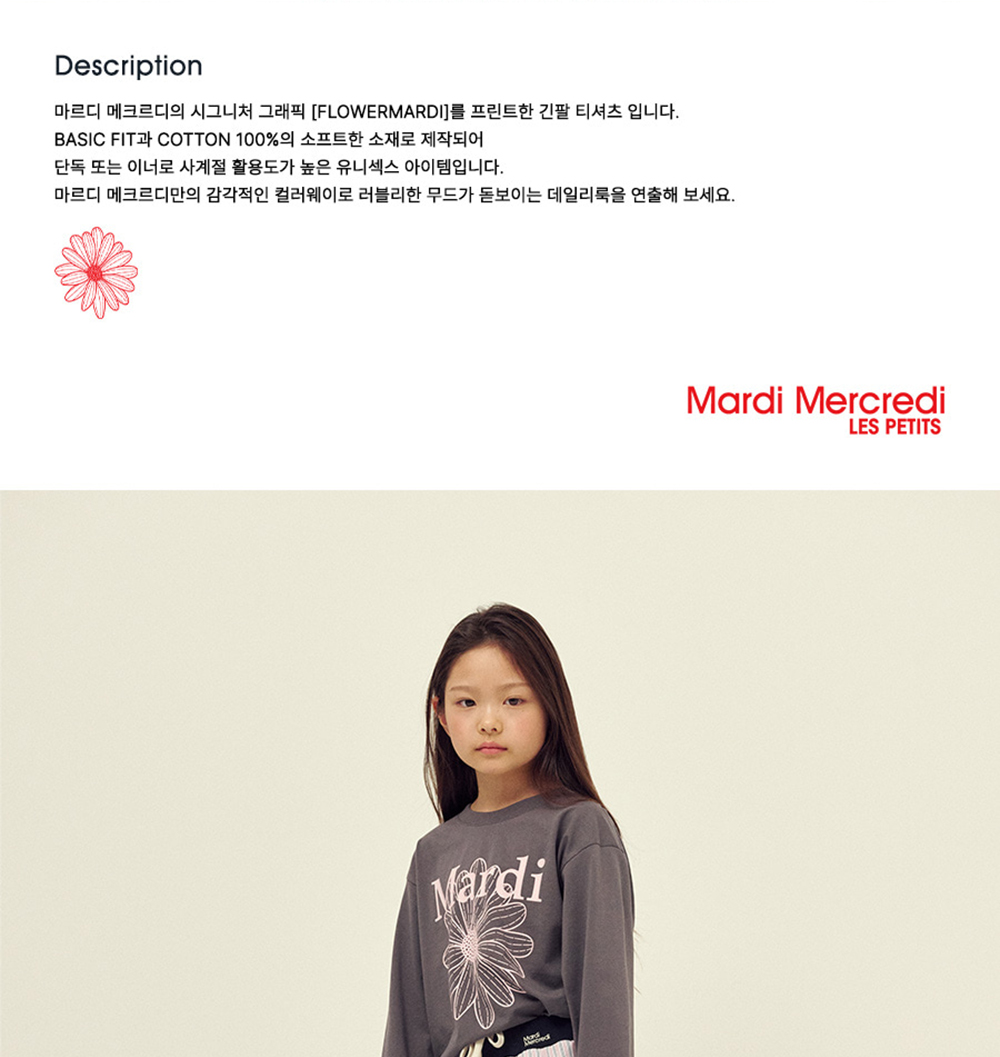 Description
마르디 메크르디의 시그니처 그래픽 [FLOWERMARDI]를 프린트한 긴팔 티셔츠 입니다.
BASIC FIT과 COTTON 100%의 소프트한 소재로 제작되어
단독 또는 이너로 사계절 활용도가 높은 유니섹스 아이템입니다.
마르디 메크르디만의 감각적인 컬러웨이로 러블리한 무드가 돋보이는 데일리룩을 연출해 보세요.
Mardi Mercredi
LES PETITS
Mardi
Mardi
Mercredi